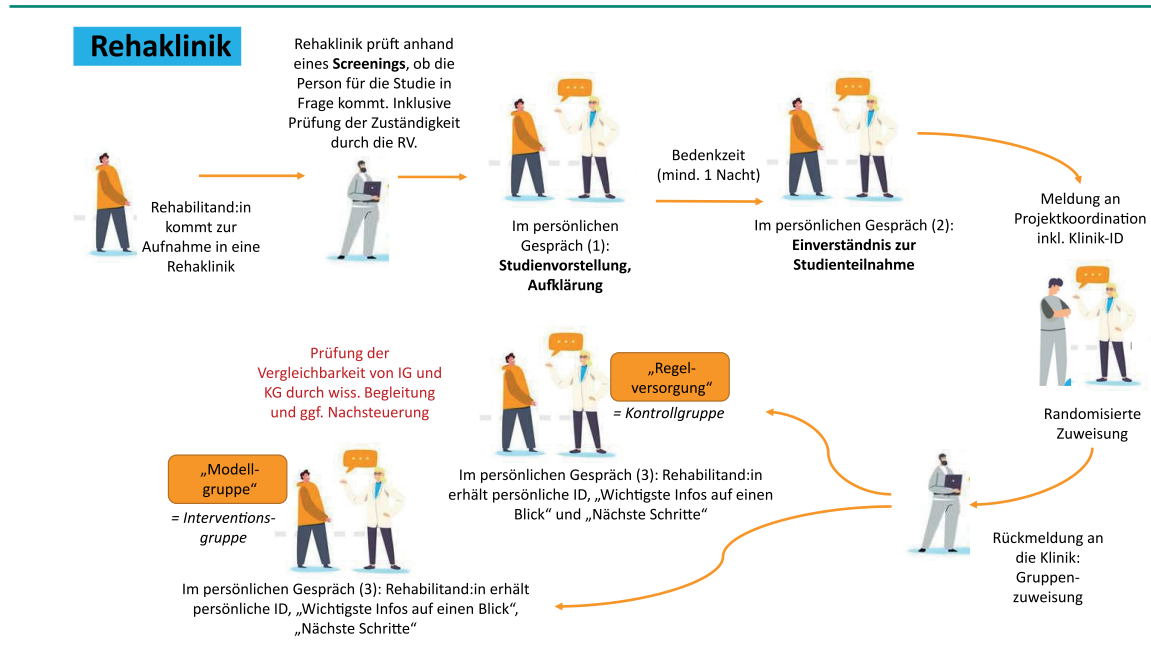 Rehaklinik
Rehaklinik prüft anhand
eines Screenings, ob die
Person für die Studie in
Frage kommt. Inklusive
Prüfung der Zuständigkeit
durch die RV.
Rehabilitand:in
kommt zur
Aufnahme in eine
Rehaklinik
Im persönlichen
Gespräch (1):
Studienvorstellung,
Aufklärung
Bedenkzeit
(mind. 1 Nacht)
Im persönlichen Gespräch (2):
Einverständnis zur
Studienteilnahme
Meldung an
Projektkoordination
inkl. Klinik-ID
Randomisierte
Zuweisung
Rückmeldung an
die Klinik:
Gruppen-
zuweisung
Prüfung der
Vergleichbarkeit von IG und
KG durch wiss. Begleitung
und ggf. Nachsteuerung
„Regel-
versorgung“
= Kontrollgruppe
Im persönlichen Gespräch (3): Rehabilitand:in
erhält persönliche ID, „Wichtigste Infos auf einen
Blick“ und „Nächste Schritte“
„Modell-
gruppe“
= Interventions-
gruppe
Im persönlichen Gespräch (3): Rehabilitand:in erhält
persönliche ID, „Wichtigste Infos auf einen Blick“,
„Nächste Schritte“